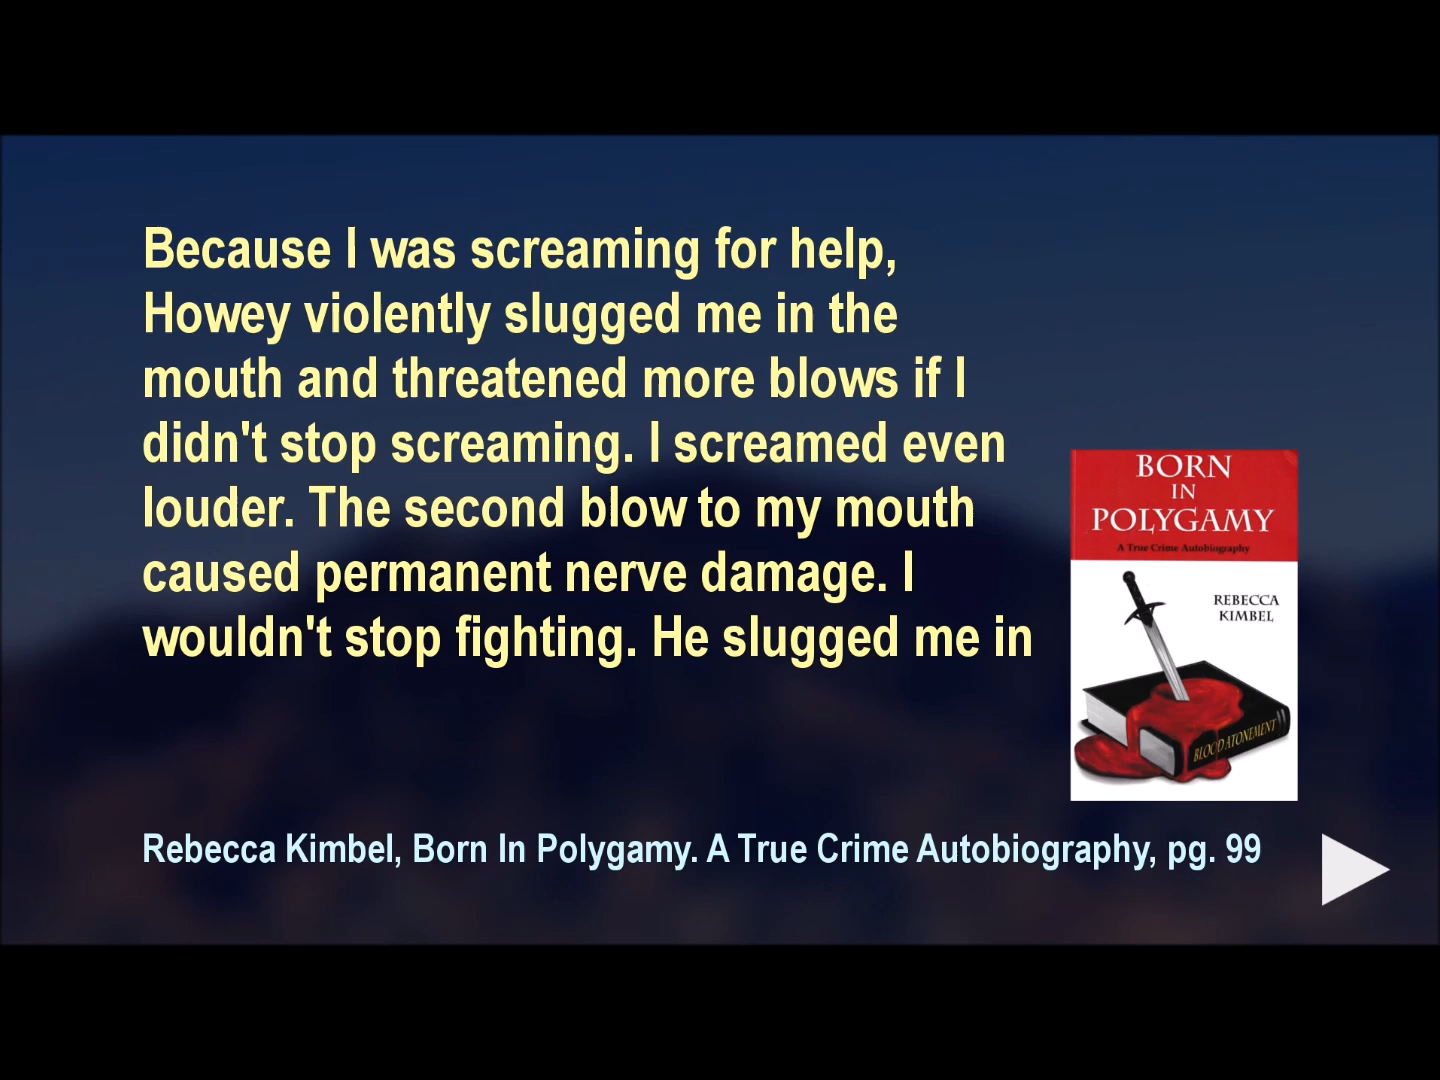 Because I was screaming for help,
Howey violently slugged me in the
mouth and threatened more blows if I
didn't stop screaming. I screamed even
louder. The second blow to my mouth
caused permanent nerve damage. I
wouldn't stop fighting. He slugged me in
BORN
IN
POLYGAMY
A True Crime Autobiography
REBECCA
KIMBEL
BLOOD ATONEMENT
Rebecca Kimbel, Born In Polygamy. A True Crime Autobiography, pg. 99